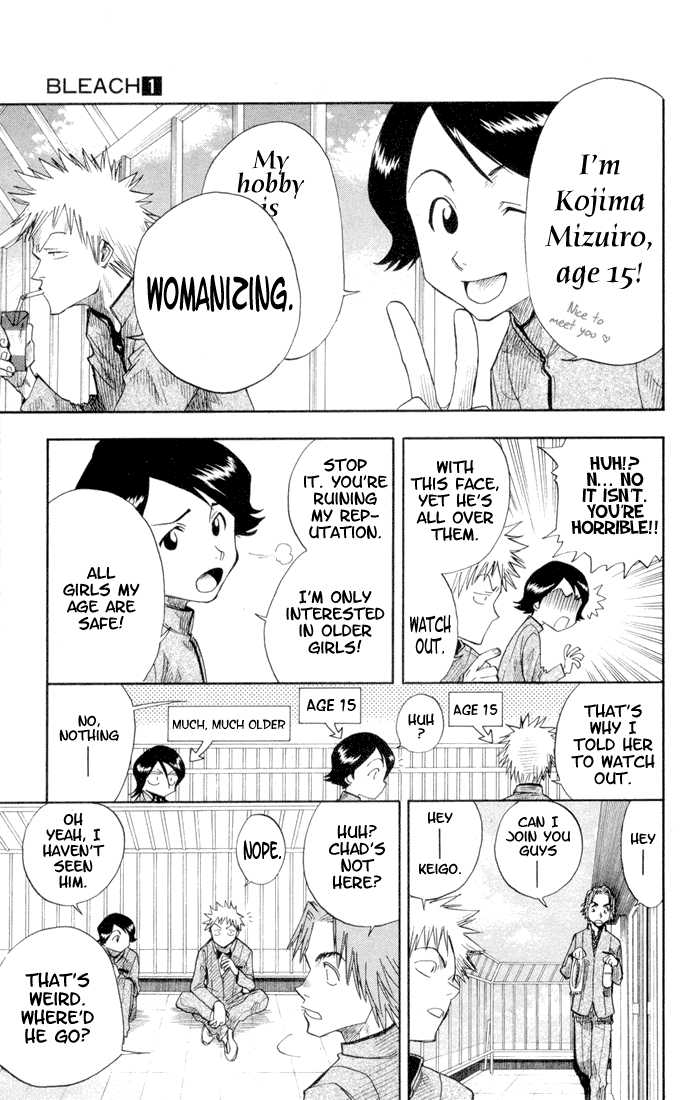 BLEACH 1
I'm
Kojima
Mizuiro,
age 15!
Nice to
meet you ♡
My
hobby
is
WOMANIZING.
HUH!?
N... NO
IT ISN'T.
YOU'RE
HORRIBLE!!
WITH
THIS FACE,
YET HE'S
ALL OVER
THEM.
WATCH
OUT.
STOP
IT. YOU'RE
RUINING
MY REP-
UTATION.
I'M ONLY
INTERESTED
IN OLDER
GIRLS!
ALL
GIRLS MY
AGE ARE
SAFE!
THAT'S
WHY I
TOLD HER
TO WATCH
OUT.
AGE 15
HUH
?
AGE 15
MUCH, MUCH OLDER
NO,
NOTHING
—
HEY
—
CAN I
JOIN YOU
GUYS
—
HEY
—
KEIGO.
HUH?
CHAD'S
NOT
HERE?
NOPE.
OH
YEAH, I
HAVEN'T
SEEN
HIM.
THAT'S
WEIRD.
WHERE'D
HE GO?